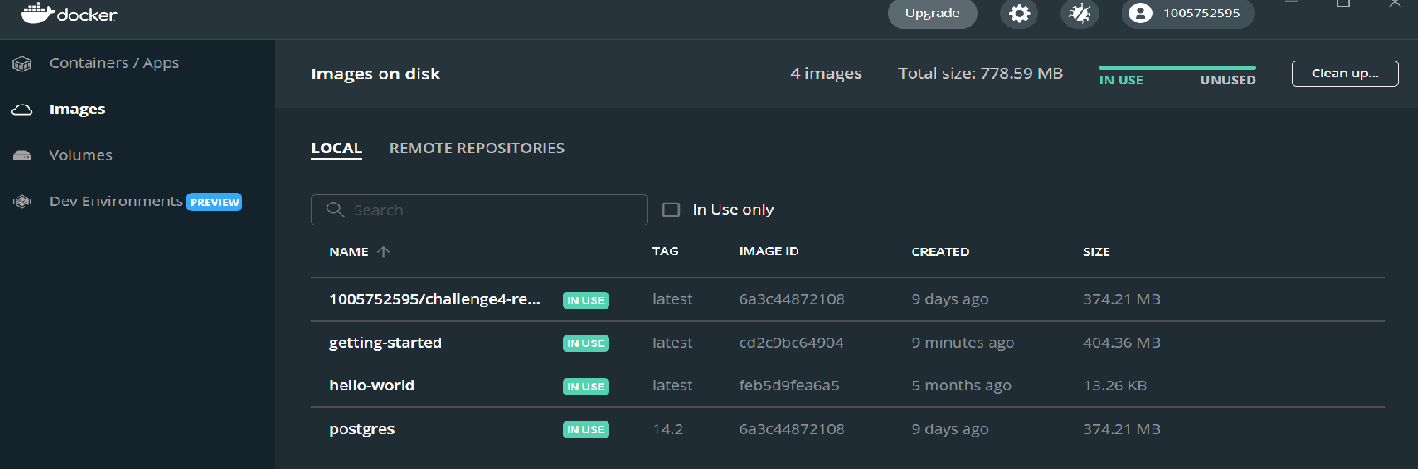 docker
Upgrade
1005752595
Containers / Apps
Images
Volumes
Dev Environments PREVIEW
Images on disk
4 images
Total size: 778.59 MB
IN USE UNUSED
Clean up...
LOCAL REMOTE REPOSITORIES
Search
In Use only
NAME TAG IMAGE ID CREATED SIZE
1005752595/challenge4-re... IN USE latest 6a3c44872108 9 days ago 374.21 MB
getting-started IN USE latest cd2c9bc64904 9 minutes ago 404.36 MB
hello-world IN USE latest feb5d9fea6a5 5 months ago 13.26 KB
postgres IN USE 14.2 6a3c44872108 9 days ago 374.21 MB